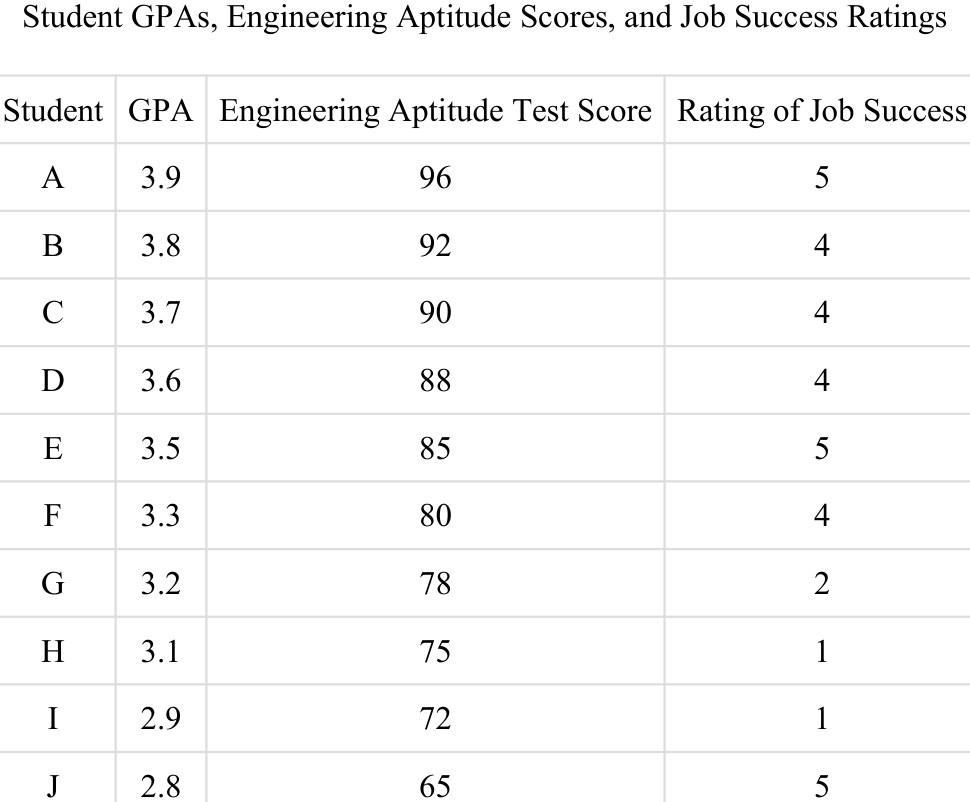 Student GPAs, Engineering Aptitude Scores, and Job Success Ratings
Student GPA Engineering Aptitude Test Score Rating of Job Success
A 3.9 96 5
B 3.8 92 4
C 3.7 90 4
D 3.6 88 4
E 3.5 85 5
F 3.3 80 4
G 3.2 78 2
H 3.1 75 1
I 2.9 72 1
J 2.8 65 5